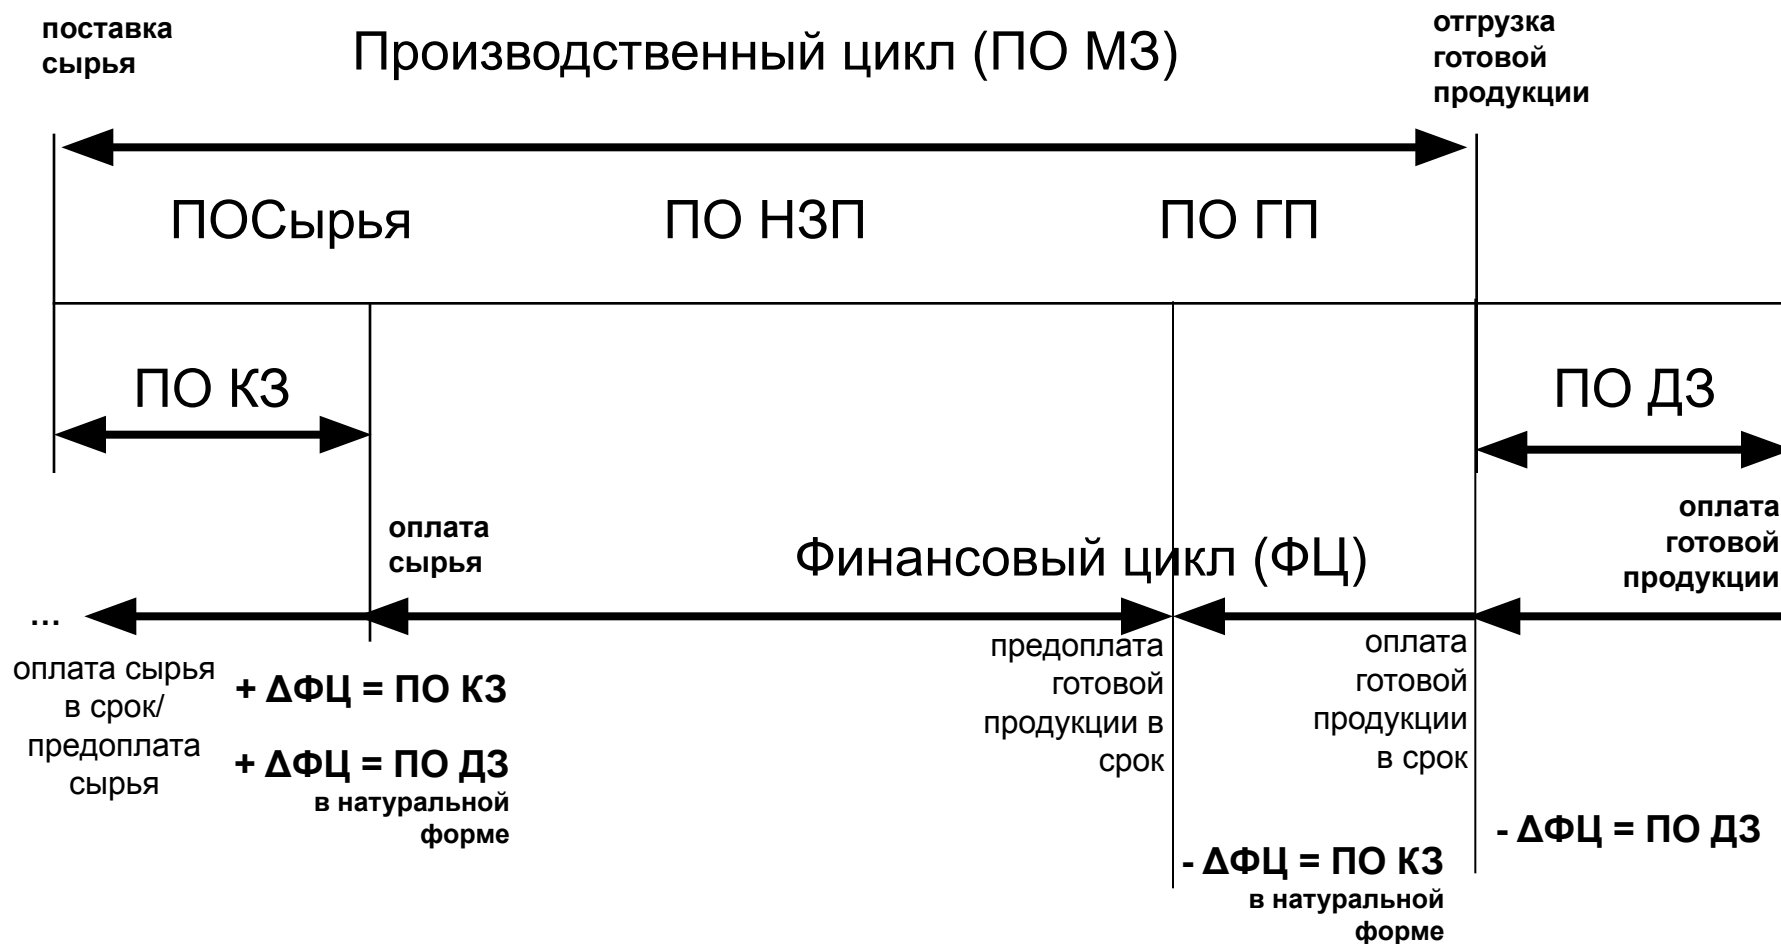 поставка
сырья
Производственный цикл (ПО МЗ)
отгрузка
готовой
продукции
ПОСырья
ПО НЗП
ПО ГП
ПО КЗ
ПО ДЗ
оплата
сырья
Финансовый цикл (ФЦ)
оплата
готовой
продукции
...
оплата сырья
в срок/
предоплата
сырья
+ ΔФЦ = ПО КЗ
+ ΔФЦ = ПО ДЗ
в натуральной
форме
предоплата
готовой
продукции в
срок
оплата
готовой
продукции
в срок
- ΔФЦ = ПО КЗ
в натуральной
форме
- ΔФЦ = ПО ДЗ